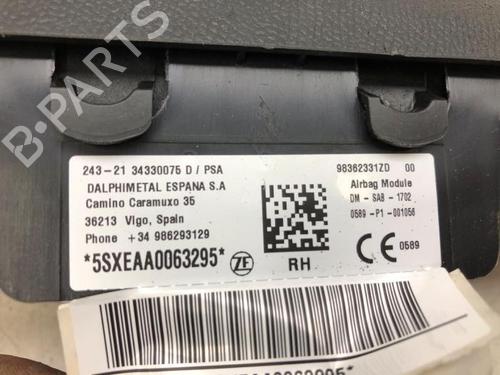 B-PARTS
243-21 34330075 D / PSA
DALPHIMETAL ESPANA S.A
Camino Caramuxo 35
36213 Vigo, Spain
Phone +34 986293129
*5SXEAA0063295*
ZF
RH
98362331ZD 00
Airbag Module
DM-SAB-1702
0589-P1-001056
CE 0589